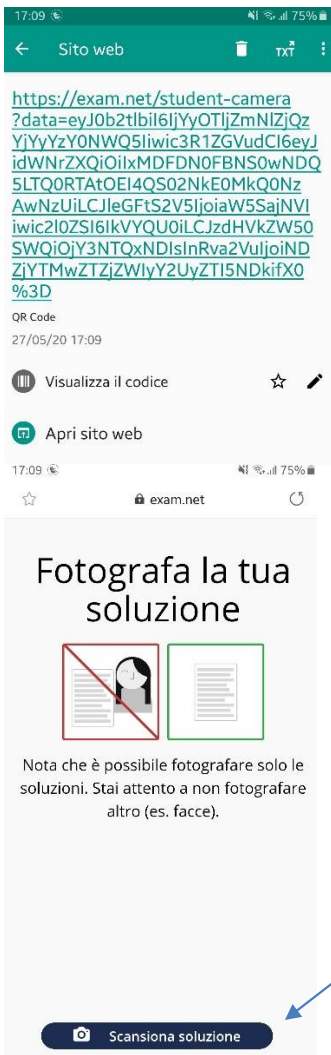 17:09 75%
Sito web TXT
https://exam.net/student-camera
?data=eyJ0b2tlbiI6IjYyOTljZmNlZjQz
YjYyYzY0NWQ5Iiwic3R1ZGVudCI6eyJ
idWNrZXQiOiIxMDFDN0FBNS0wNDQ
5LTQ0RTAtOEI4QS02NkE0MkQ0Nz
AwNzUiLCJleGFtS2V5IjoiaW5SajNVI
iwic2l0ZSI6IkVYQU0iLCJzdHVkZW50
SWQiOjY3NTQxNDIsInRva2VuIjoiND
ZjYTMwZTZjZWIyY2UyZTI5NDkifX0
%3D
QR Code
27/05/20 17:09
Visualizza il codice
Apri sito web
17:09 75%
exam.net
Fotografa la tua
soluzione
Nota che è possibile fotografare solo le
soluzioni. Stai attento a non fotografare
altro (es. facce).
Scansiona soluzione